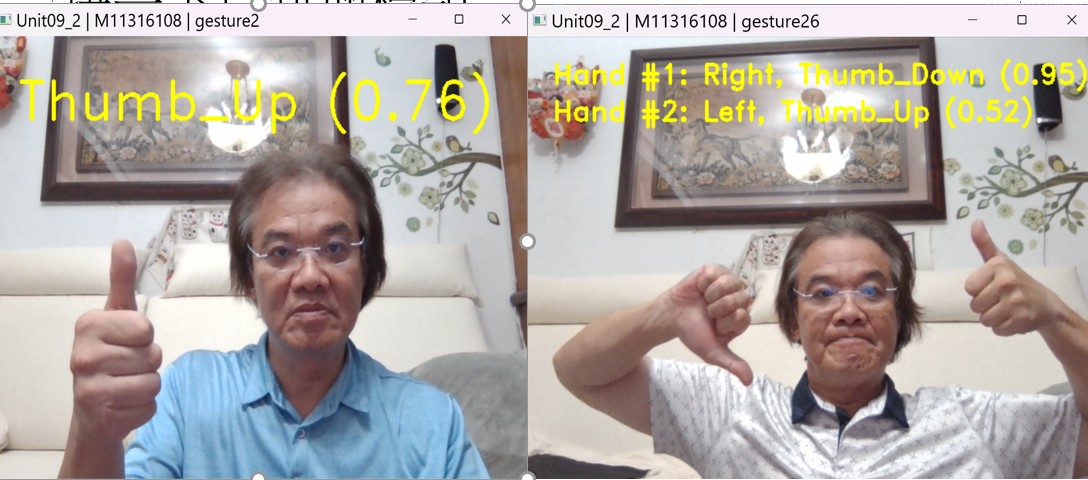 Unit09_2 | M11316108 | gesture2
Thumb_Up (0.76)
Unit09_2 | M11316108 | gesture26
Hand #1: Right, Thumb_Down (0.95)
Hand #2: Left, Thumb_Up (0.52)